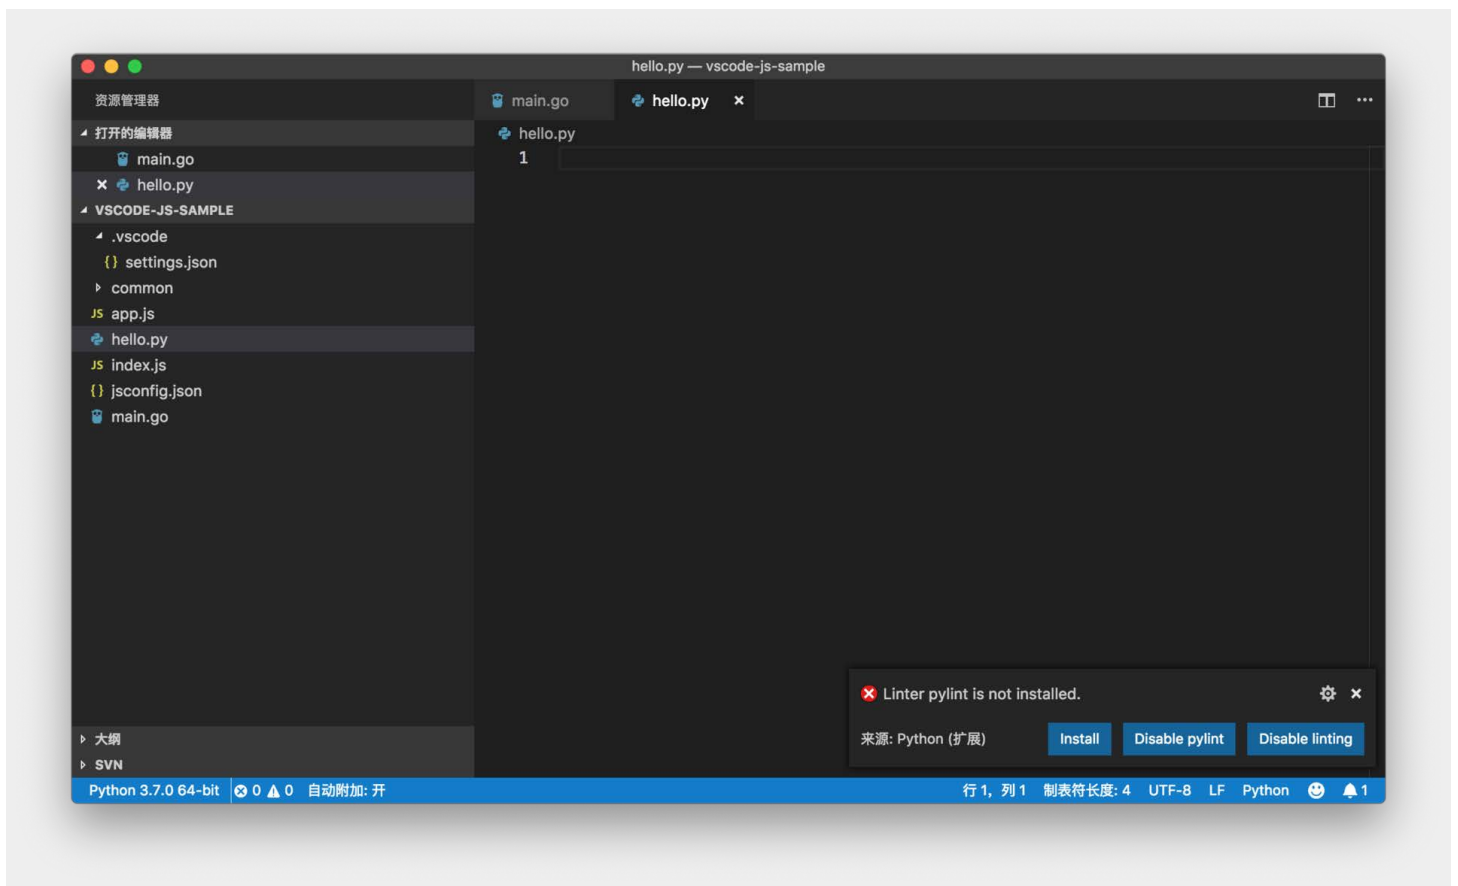 hello.py — vscode-js-sample
资源管理器
main.go
hello.py
打开的编辑器
main.go
hello.py
VSCODE-JS-SAMPLE
.vscode
{} settings.json
common
JS app.js
hello.py
JS index.js
{} jsconfig.json
main.go
大纲
SVN
hello.py
1
Linter pylint is not installed.
来源: Python (扩展)
Install
Disable pylint
Disable linting
Python 3.7.0 64-bit
0
0
自动附加: 开
行 1, 列 1
制表符长度: 4
UTF-8
LF
Python
1